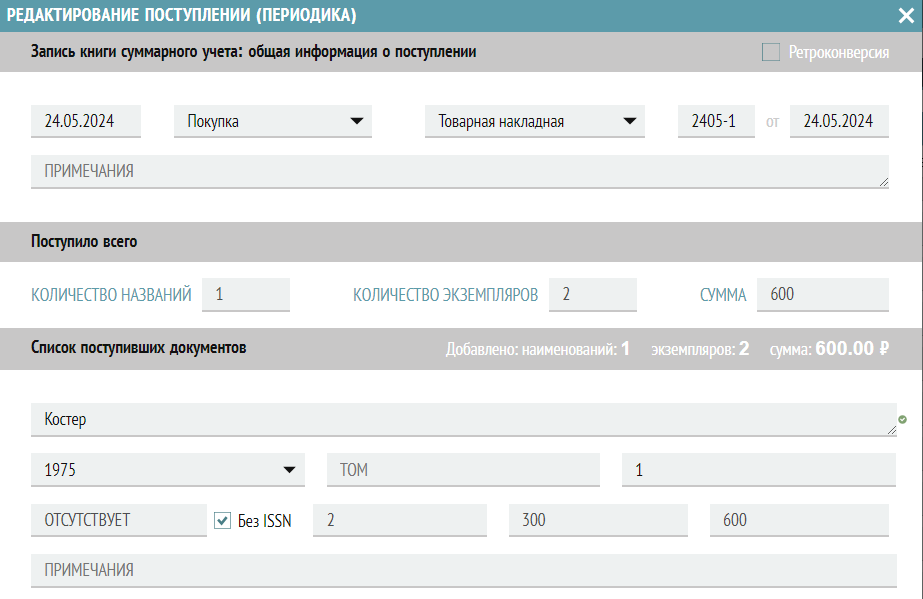 РЕДАКТИРОВАНИЕ ПОСТУПЛЕНИИ (ПЕРИОДИКА)
Запись книги суммарного учета: общая информация о поступлении Ретроконверсия
24.05.2024 Покупка Товарная накладная 2405-1 от 24.05.2024
ПРИМЕЧАНИЯ
Поступило всего
КОЛИЧЕСТВО НАЗВАНИЙ 1 КОЛИЧЕСТВО ЭКЗЕМПЛЯРОВ 2 СУММА 600
Список поступивших документов Добавлено: наименований: 1 экземпляров: 2 сумма: 600.00 ₽
Костер
1975 ТОМ 1
ОТСУТСТВУЕТ Без ISSN 2 300 600
ПРИМЕЧАНИЯ